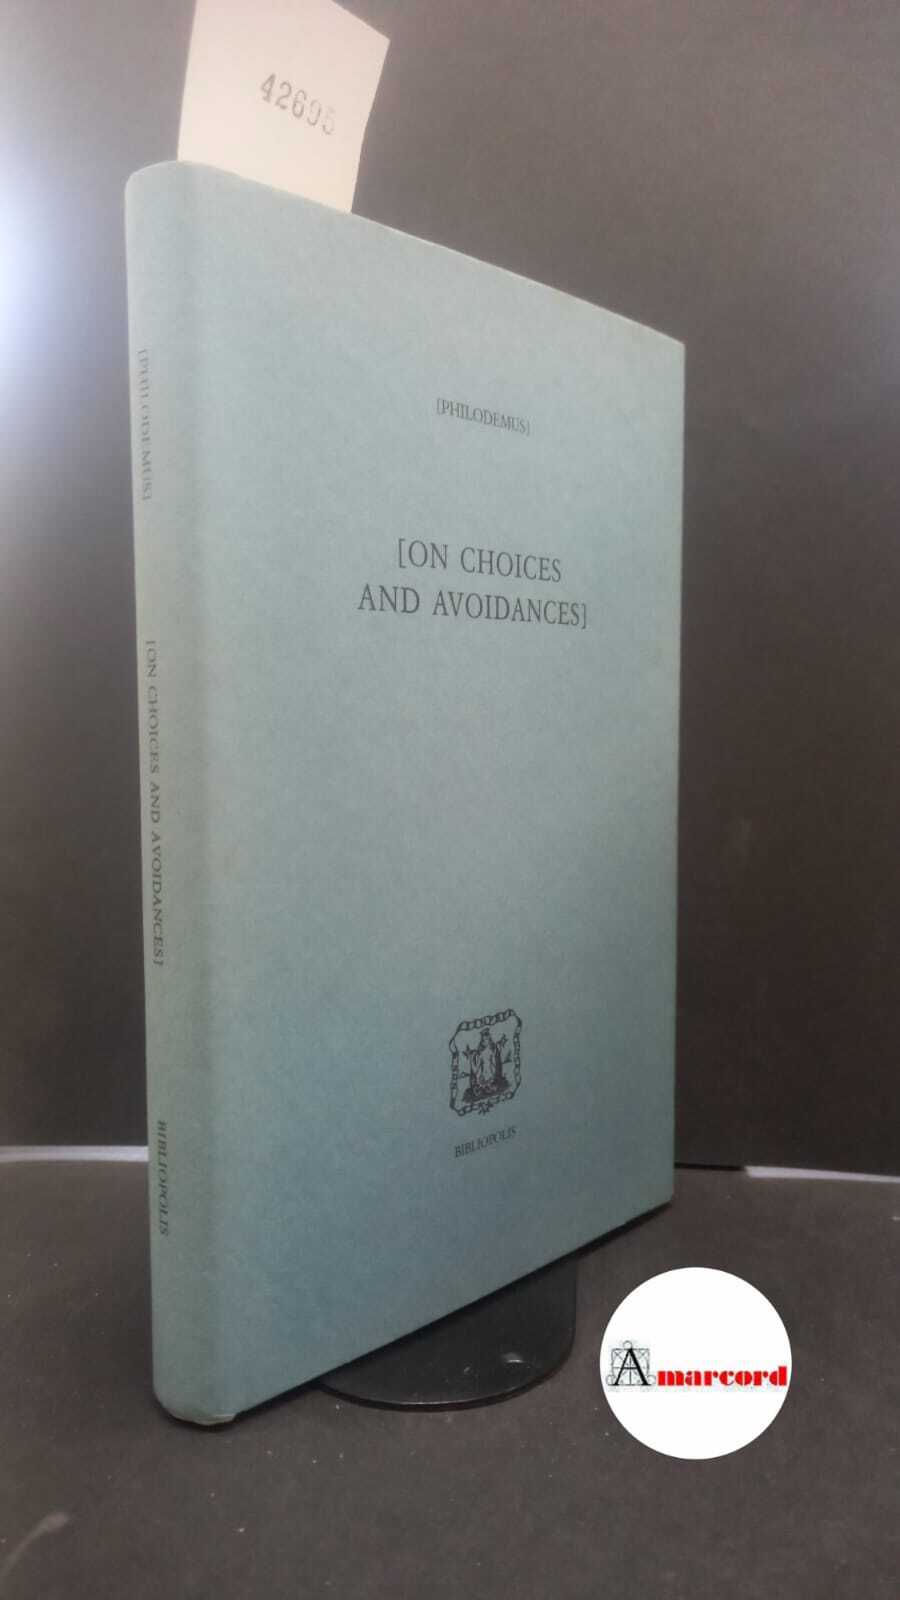 42695
[PHILODEMUS]
[ON CHOICES
AND AVOIDANCES]
BIBLIOPOLIS
[PHILODEMUS]
[ON CHOICES AND AVOIDANCES]
BIBLIOPOLIS
Amarcord